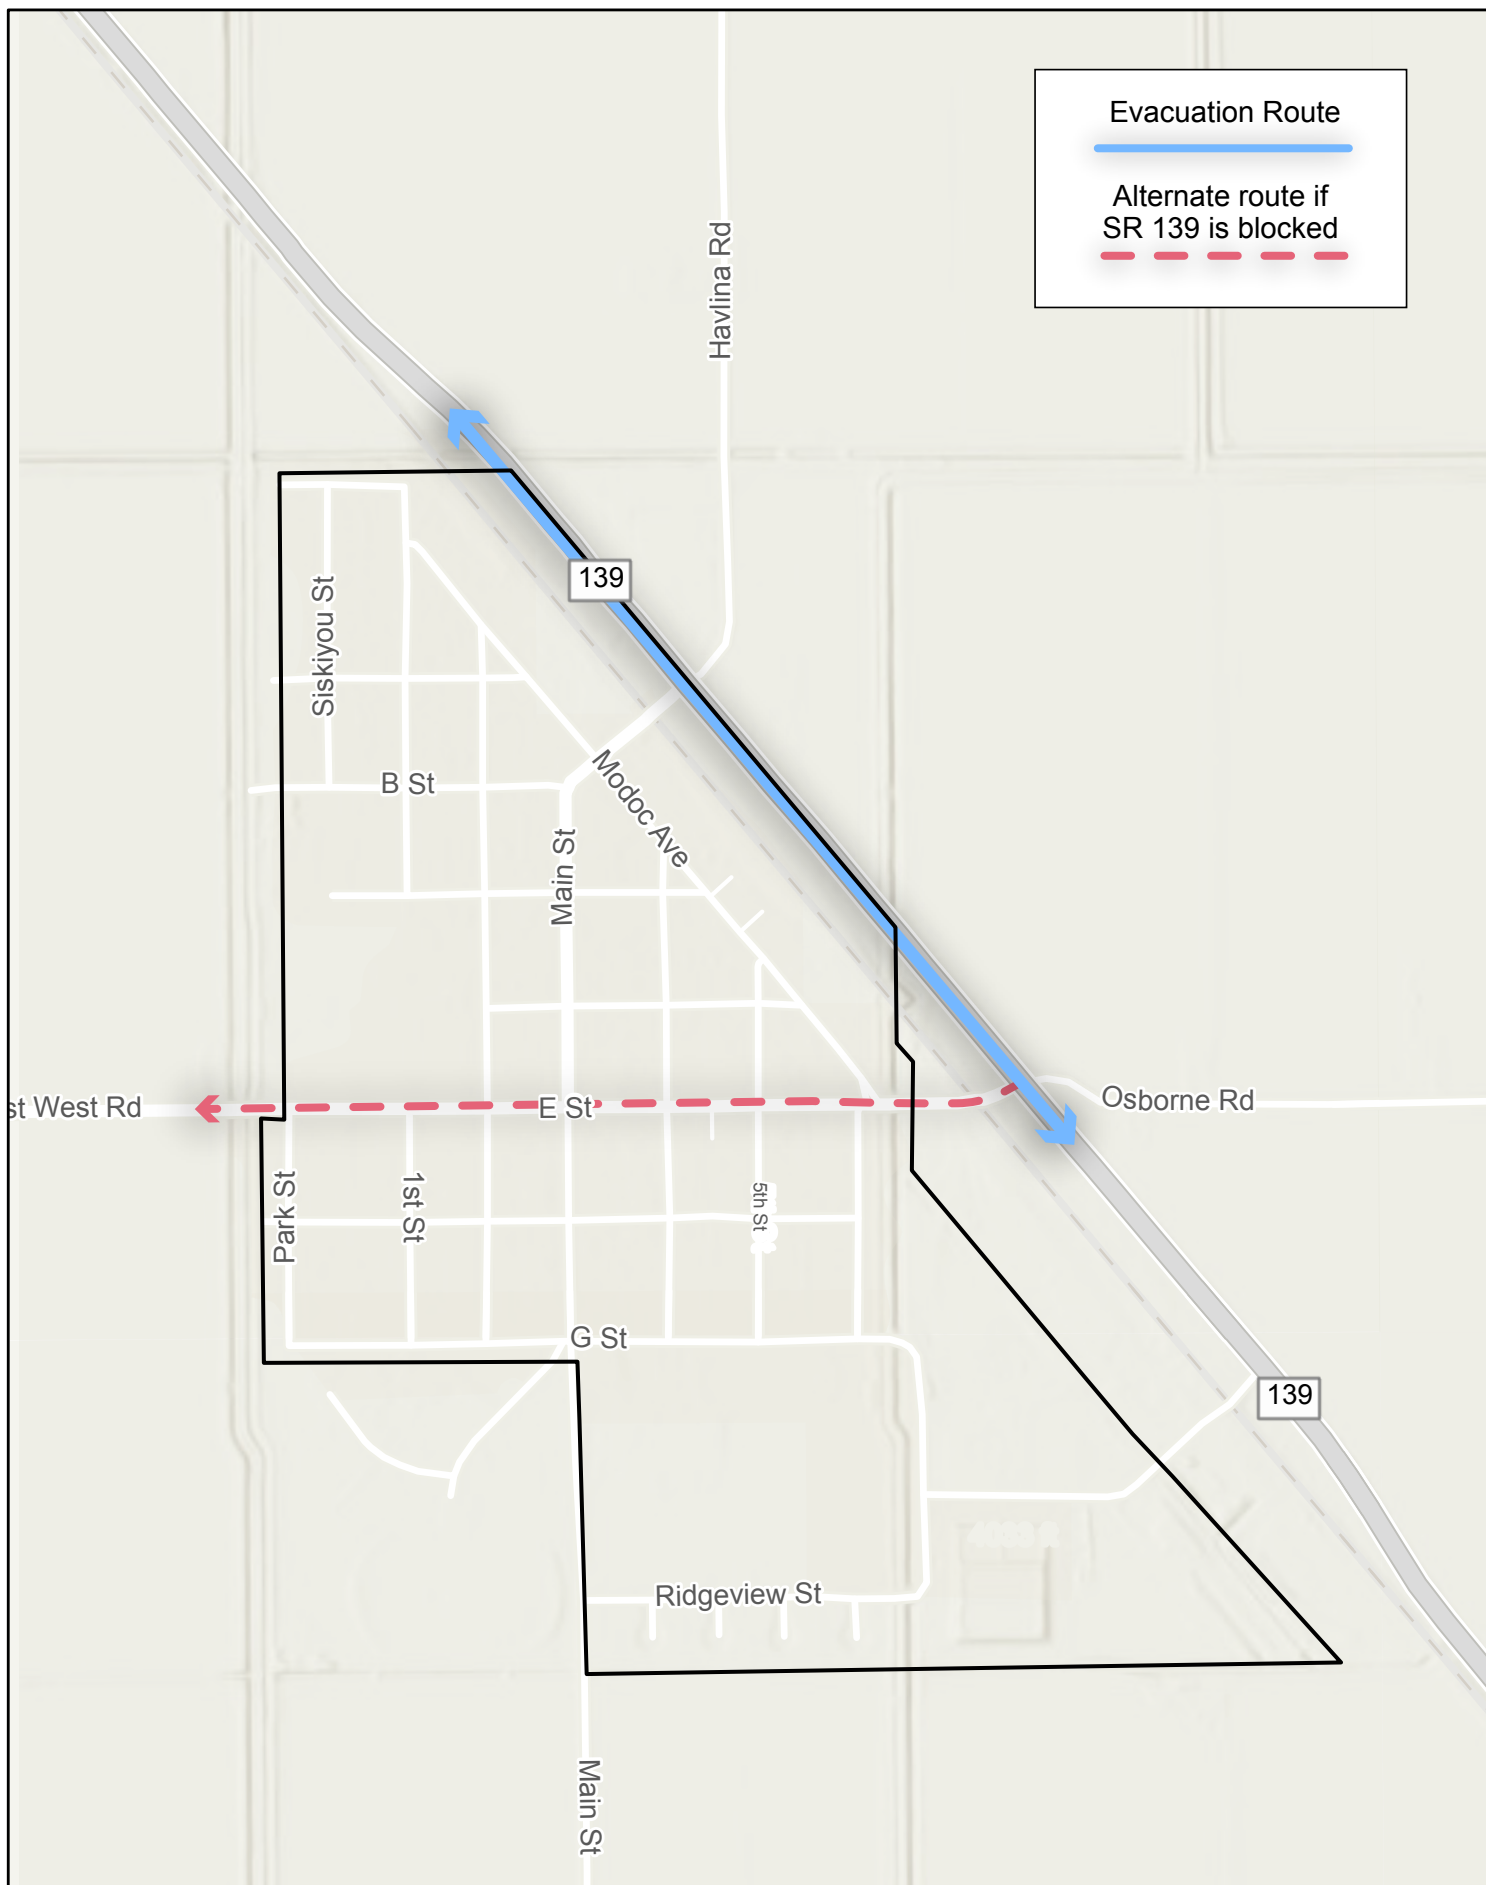 Evacuation Route
Alternate route if
SR 139 is blocked
Havlina Rd
139
Siskiyou St
B St
Modoc Ave
Main St
st West Rd
E St
Osborne Rd
Park St
1st St
5th St
G St
139
Ridgeview St
Main St